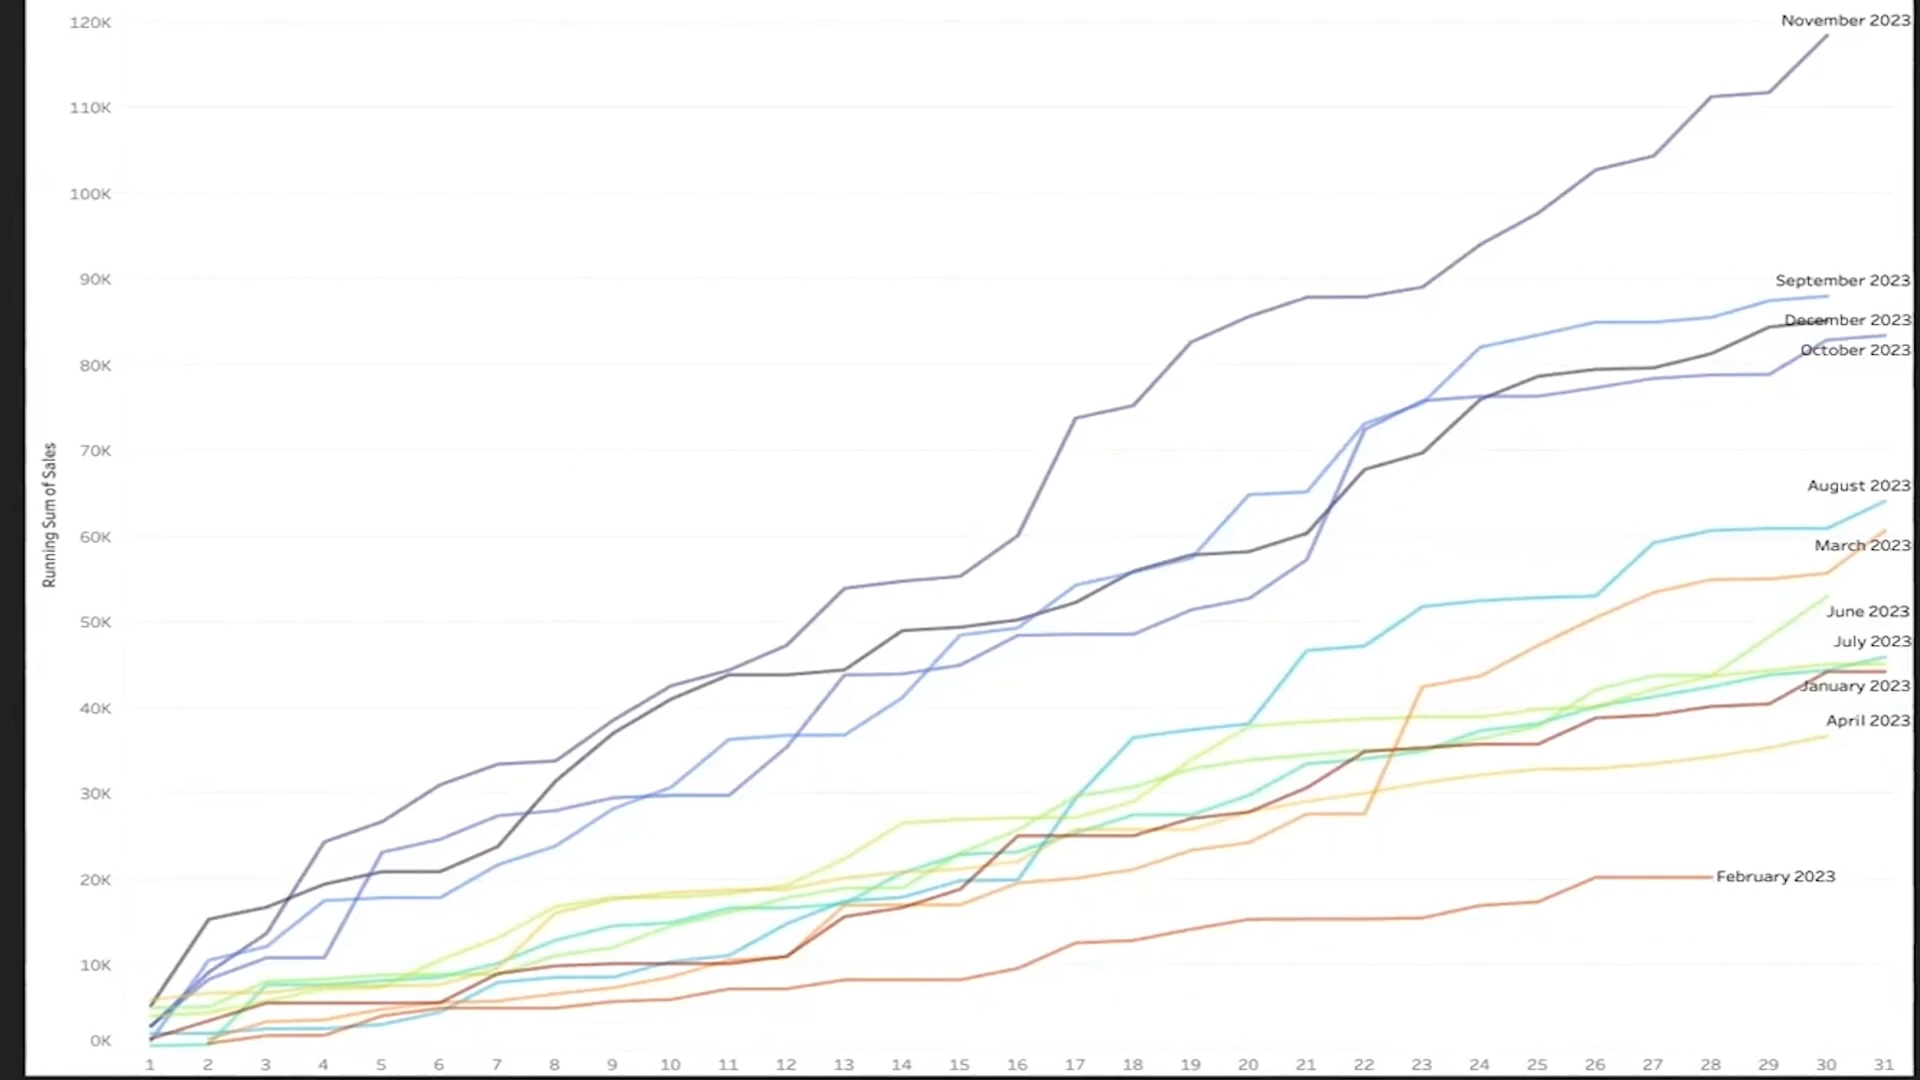 120K
110K
100K
90K
80K
70K
60K
50K
40K
30K
20K
10K
0K
Running Sum of Sales
November 2023
September 2023
December 2023
October 2023
August 2023
March 2023
June 2023
July 2023
January 2023
April 2023
February 2023
1 2 3 4 5 6 7 8 9 10 11 12 13 14 15 16 17 18 19 20 21 22 23 24 25 26 27 28 29 30 31